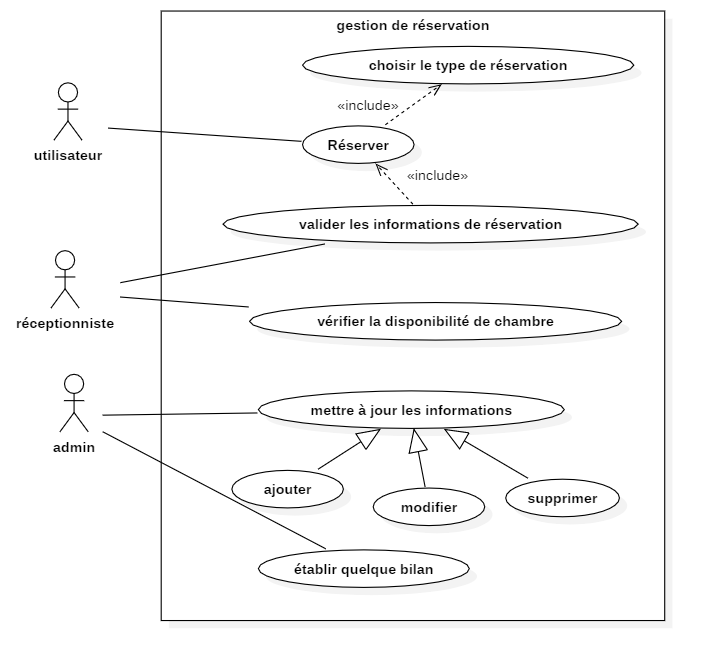 gestion de réservation
choisir le type de réservation
«include»
utilisateur
Réserver
«include»
valider les informations de réservation
réceptionniste
vérifier la disponibilité de chambre
admin
mettre à jour les informations
ajouter
modifier
supprimer
établir quelque bilan